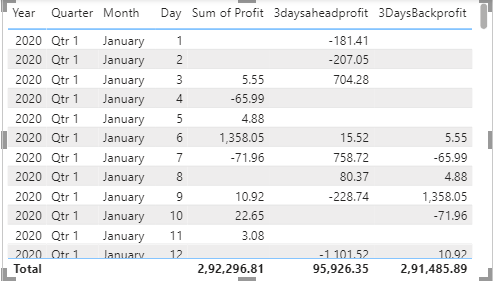 Year Quarter Month Day Sum of Profit 3daysaheadprofit 3DaysBackprofit
2020 Qtr 1 January 1 -181.41
2020 Qtr 1 January 2 -207.05
2020 Qtr 1 January 3 5.55 704.28
2020 Qtr 1 January 4 -65.99
2020 Qtr 1 January 5 4.88
2020 Qtr 1 January 6 1,358.05 15.52 5.55
2020 Qtr 1 January 7 -71.96 758.72 -65.99
2020 Qtr 1 January 8 80.37 4.88
2020 Qtr 1 January 9 10.92 -228.74 1,358.05
2020 Qtr 1 January 10 22.65 -71.96
2020 Qtr 1 January 11 3.08
2020 Qtr 1 January 12 -1,101.52 10.92
Total 2,92,296.81 95,926.35 2,91,485.89